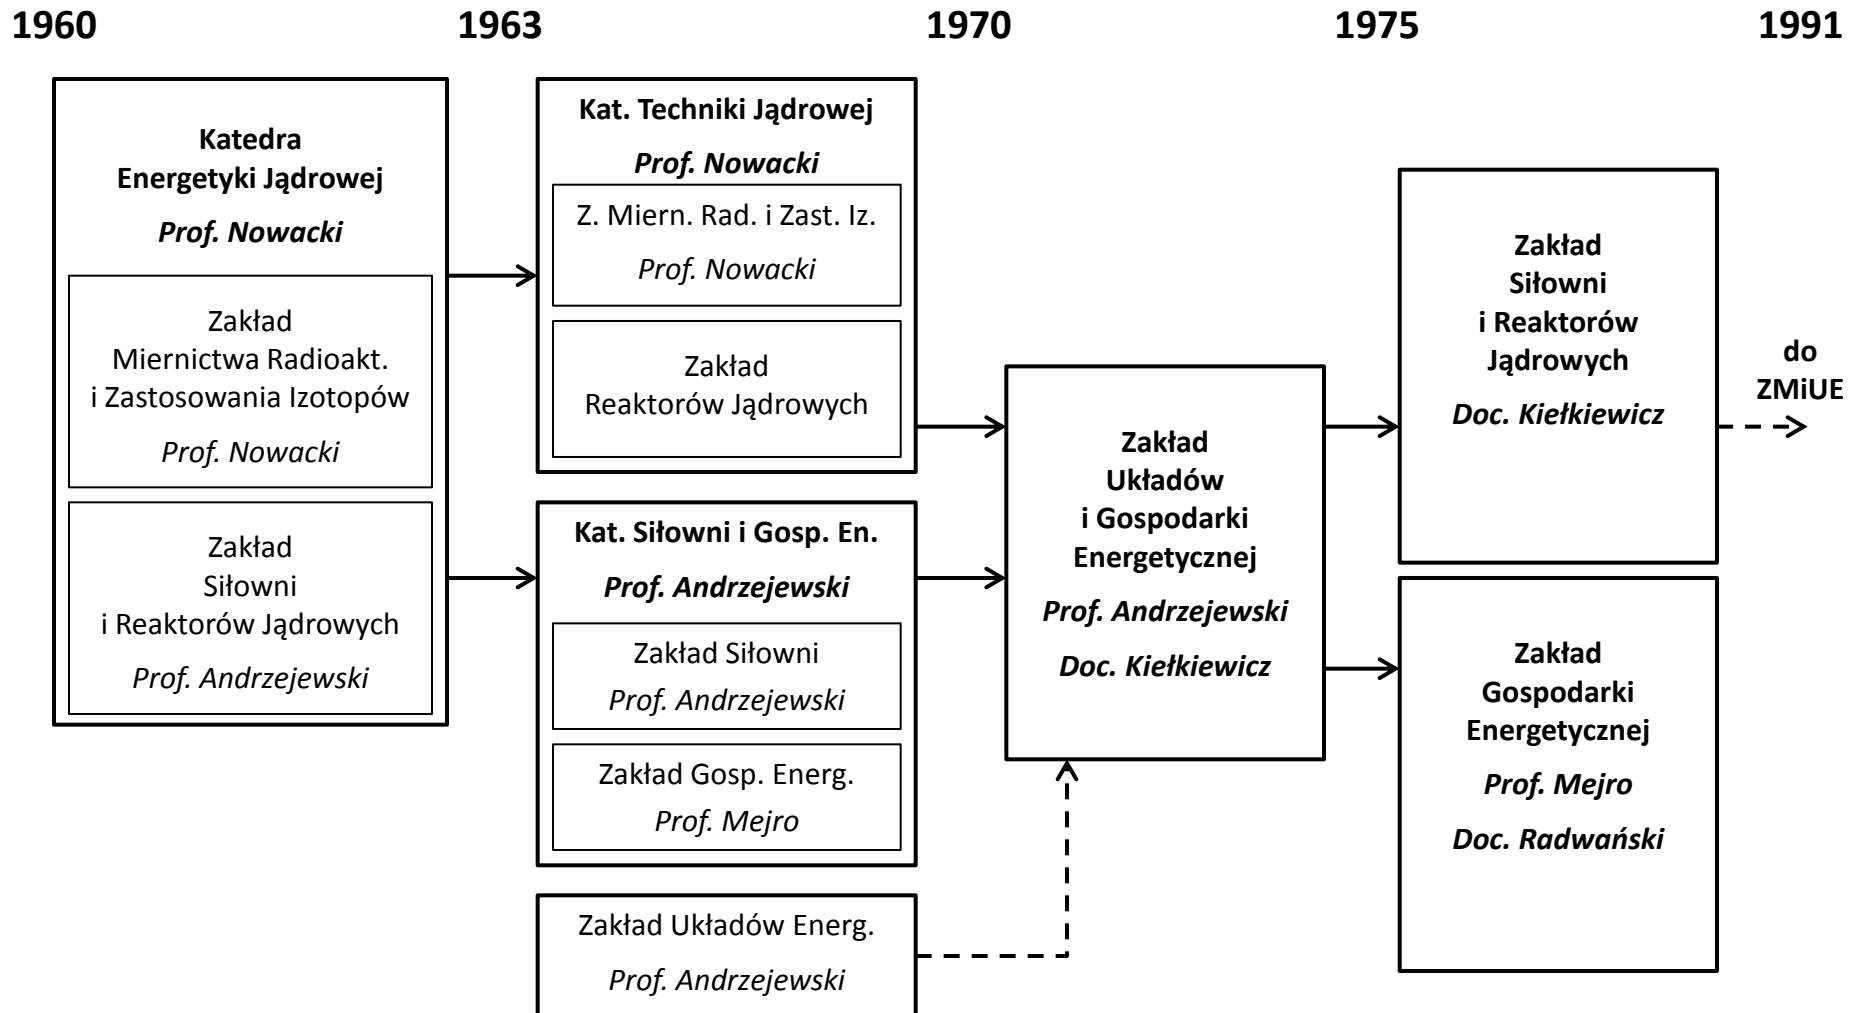 1960
1963
1970
1975
1991
Katedra
Energetyki Jądrowej
Prof. Nowacki
Zakład
Miernictwa Radioakt.
i Zastosowania Izotopów
Prof. Nowacki
Zakład
Siłowni
i Reaktorów Jądrowych
Prof. Andrzejewski
Kat. Techniki Jądrowej
Prof. Nowacki
Z. Miern. Rad. i Zast. Iz.
Prof. Nowacki
Zakład
Reaktorów Jądrowych
Kat. Siłowni i Gosp. En.
Prof. Andrzejewski
Zakład Siłowni
Prof. Andrzejewski
Zakład Gosp. Energ.
Prof. Mejro
Zakład Układów Energ.
Prof. Andrzejewski
Zakład
Układów
i Gospodarki
Energetycznej
Prof. Andrzejewski
Doc. Kiełkiewicz
Zakład
Siłowni
i Reaktorów
Jądrowych
Doc. Kiełkiewicz
Zakład
Gospodarki
Energetycznej
Prof. Mejro
Doc. Radwański
do
ZMiUE